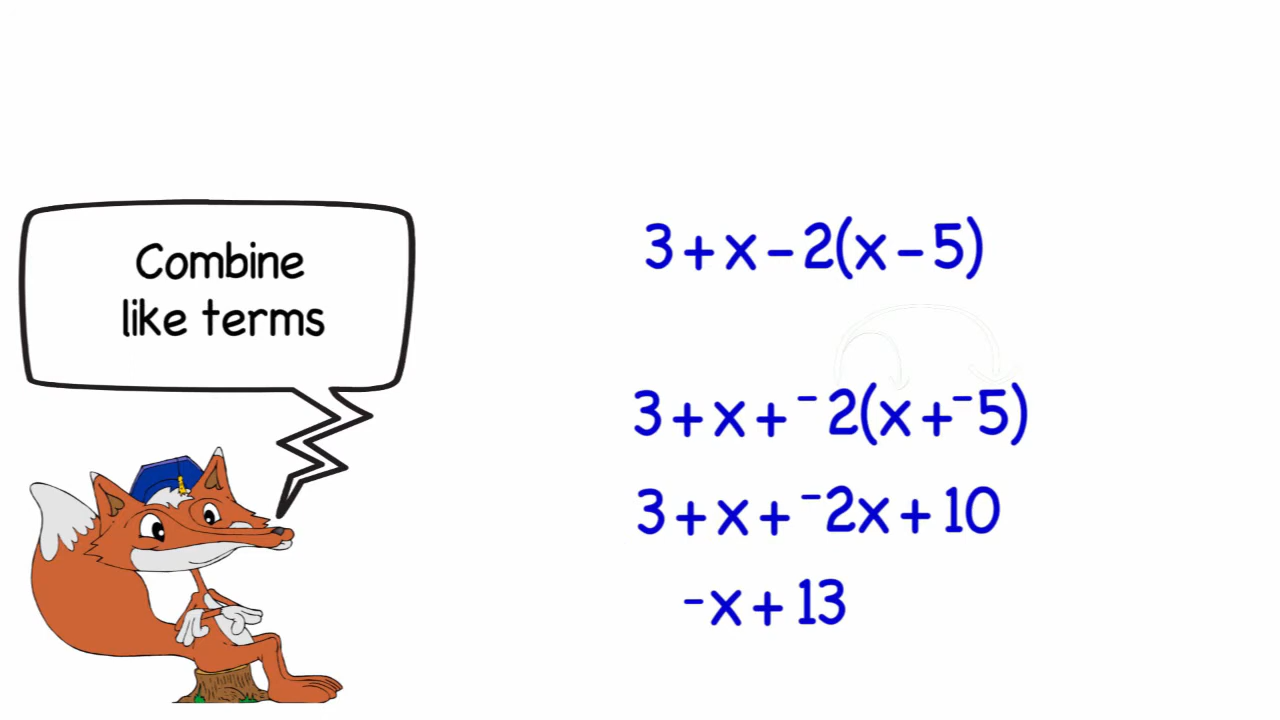 Combine
like terms
3+x-2(x-5)
3+x+⁻2(x+⁻5)
3+x+⁻2x+10
-x+13